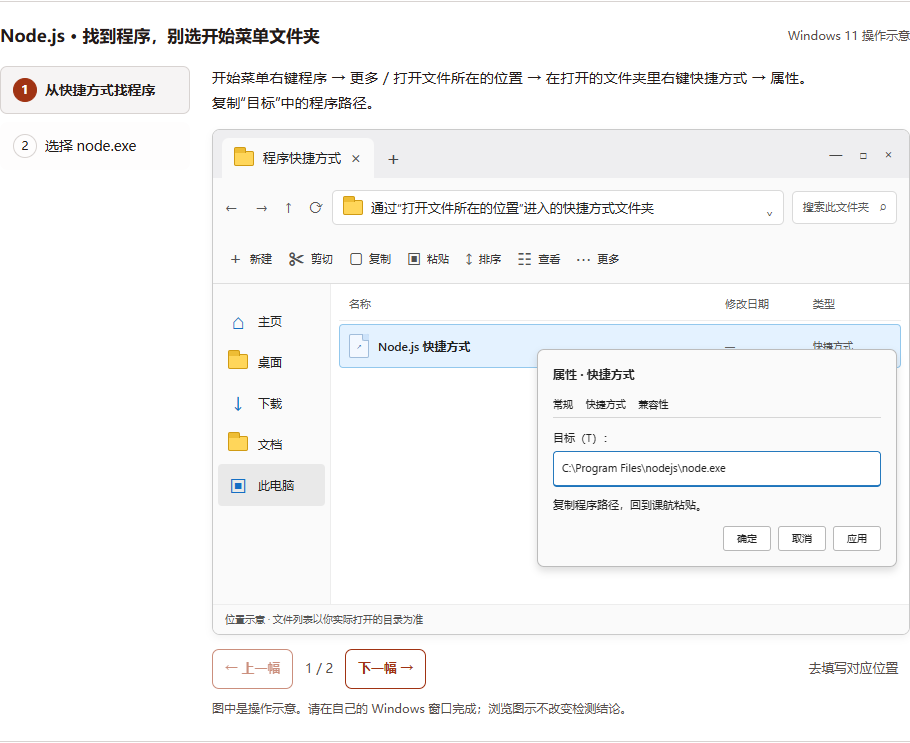 Node.js • 找到程序，别选开始菜单文件夹
Windows 11 操作示意
1 从快捷方式找程序
2 选择 node.exe
开始菜单右键程序 → 更多 / 打开文件所在的位置 → 在打开的文件夹里右键快捷方式 → 属性。
复制“目标”中的程序路径。
程序快捷方式 × +
— □ ×
← → ↑ ⟳ 通过“打开文件所在的位置”进入的快捷方式文件夹 ⌄ 搜索此文件夹 ⌕
+ 新建 剪切 复制 粘贴 排序 查看 ··· 更多
名称 修改日期 类型
主页
桌面
下载
文档
此电脑
Node.js 快捷方式 — 快捷方式
属性 · 快捷方式
常规 快捷方式 兼容性
目标（T）：
C:\Program Files\nodejs\node.exe
复制程序路径，回到课航粘贴。
确定 取消 应用
位置示意 · 文件列表以你实际打开的目录为准
← 上一幅 1 / 2 下一幅 →
去填写对应位置
图中是操作示意。请在自己的 Windows 窗口完成；浏览图示不改变检测结论。